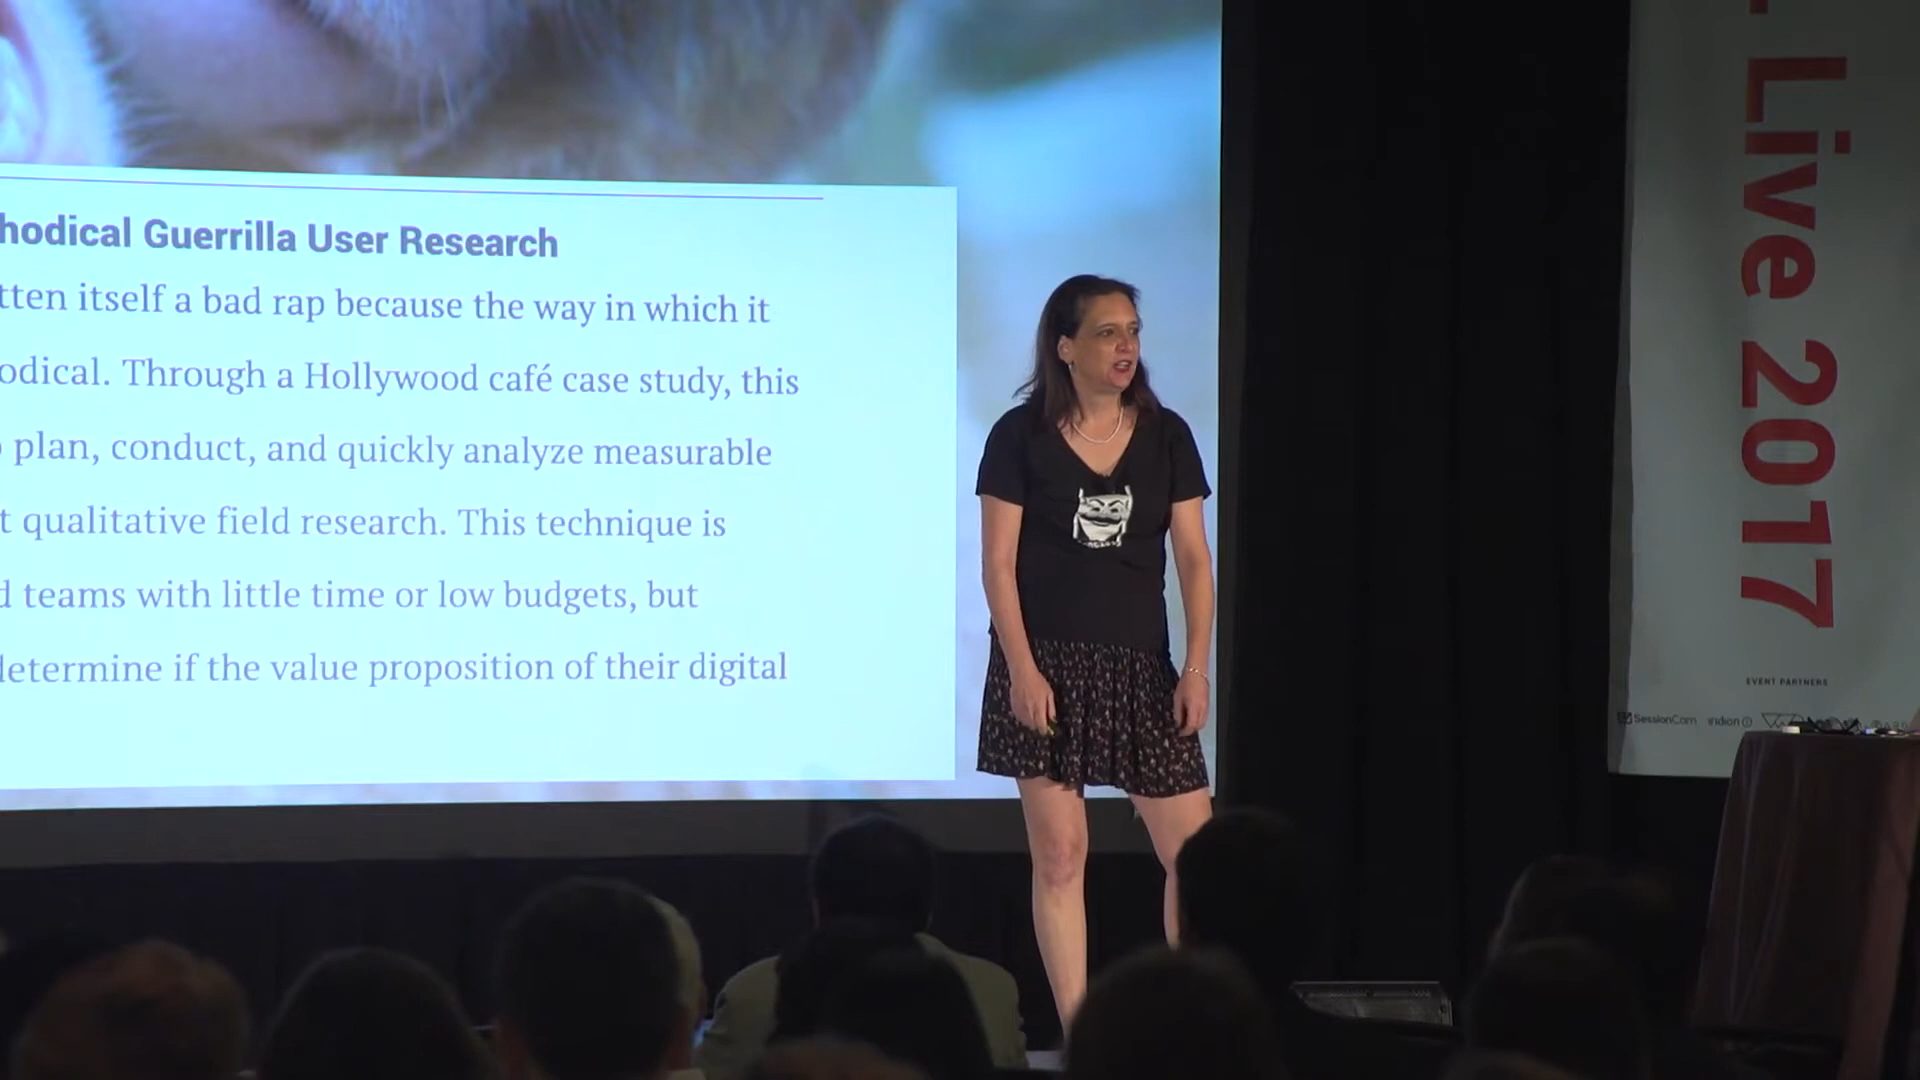 hodical Guerrilla User Research
tten itself a bad rap because the way in which it
odical. Through a Hollywood café case study, this
plan, conduct, and quickly analyze measurable
t qualitative field research. This technique is
d teams with little time or low budgets, but
determine if the value proposition of their digital
Live 2017
EVENT PARTNERS
SessionCam